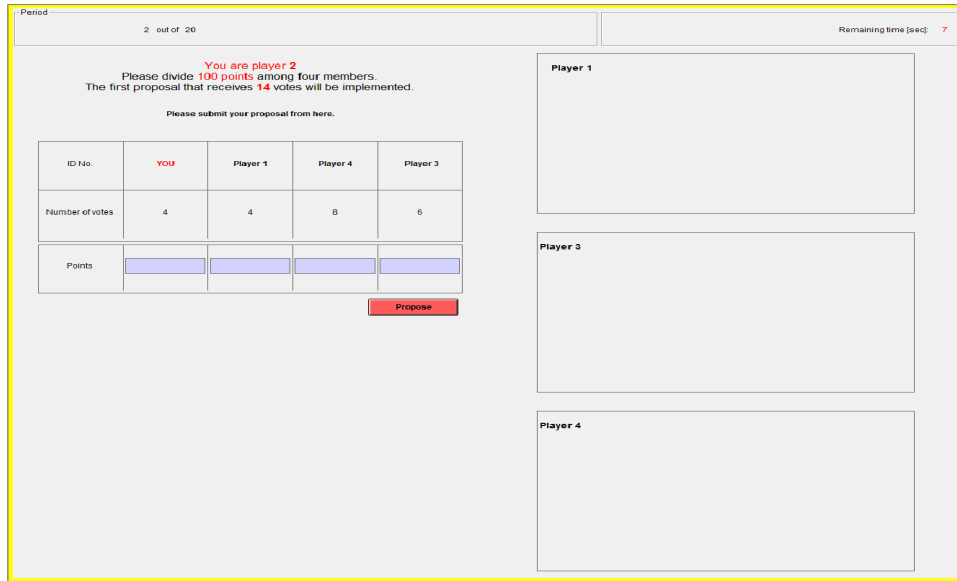 Period
2 out of 20
Remaining time [sec]: 7
You are player 2
Please divide 100 points among four members.
The first proposal that receives 14 votes will be implemented.
Please submit your proposal from here.
ID No. YOU Player 1 Player 4 Player 3
Number of votes 4 4 8 6
Points
Propose
Player 1
Player 3
Player 4